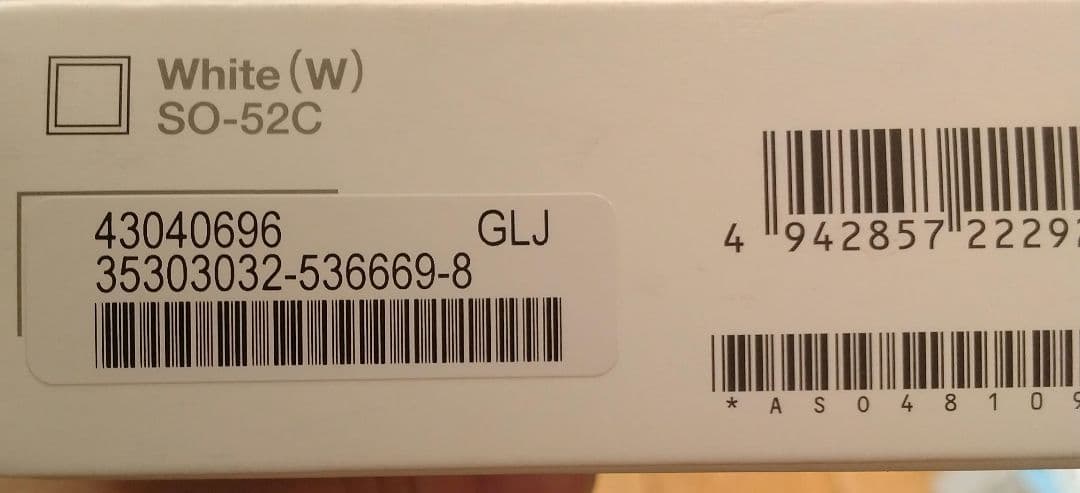 White (W)
SO-52C
43040696 GLJ
35303032-536669-8
4 942857 2229
* A S 0 4 8 1 0